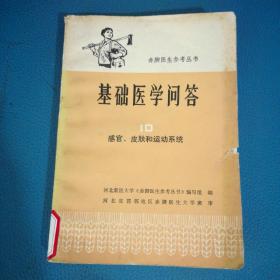 赤脚医生参考丛书
基础医学问答
10
感官、皮肤和运动系统
河北新医大学《赤脚医生参考丛书》编写组 编
河北省邯郸地区赤脚医生大学 审